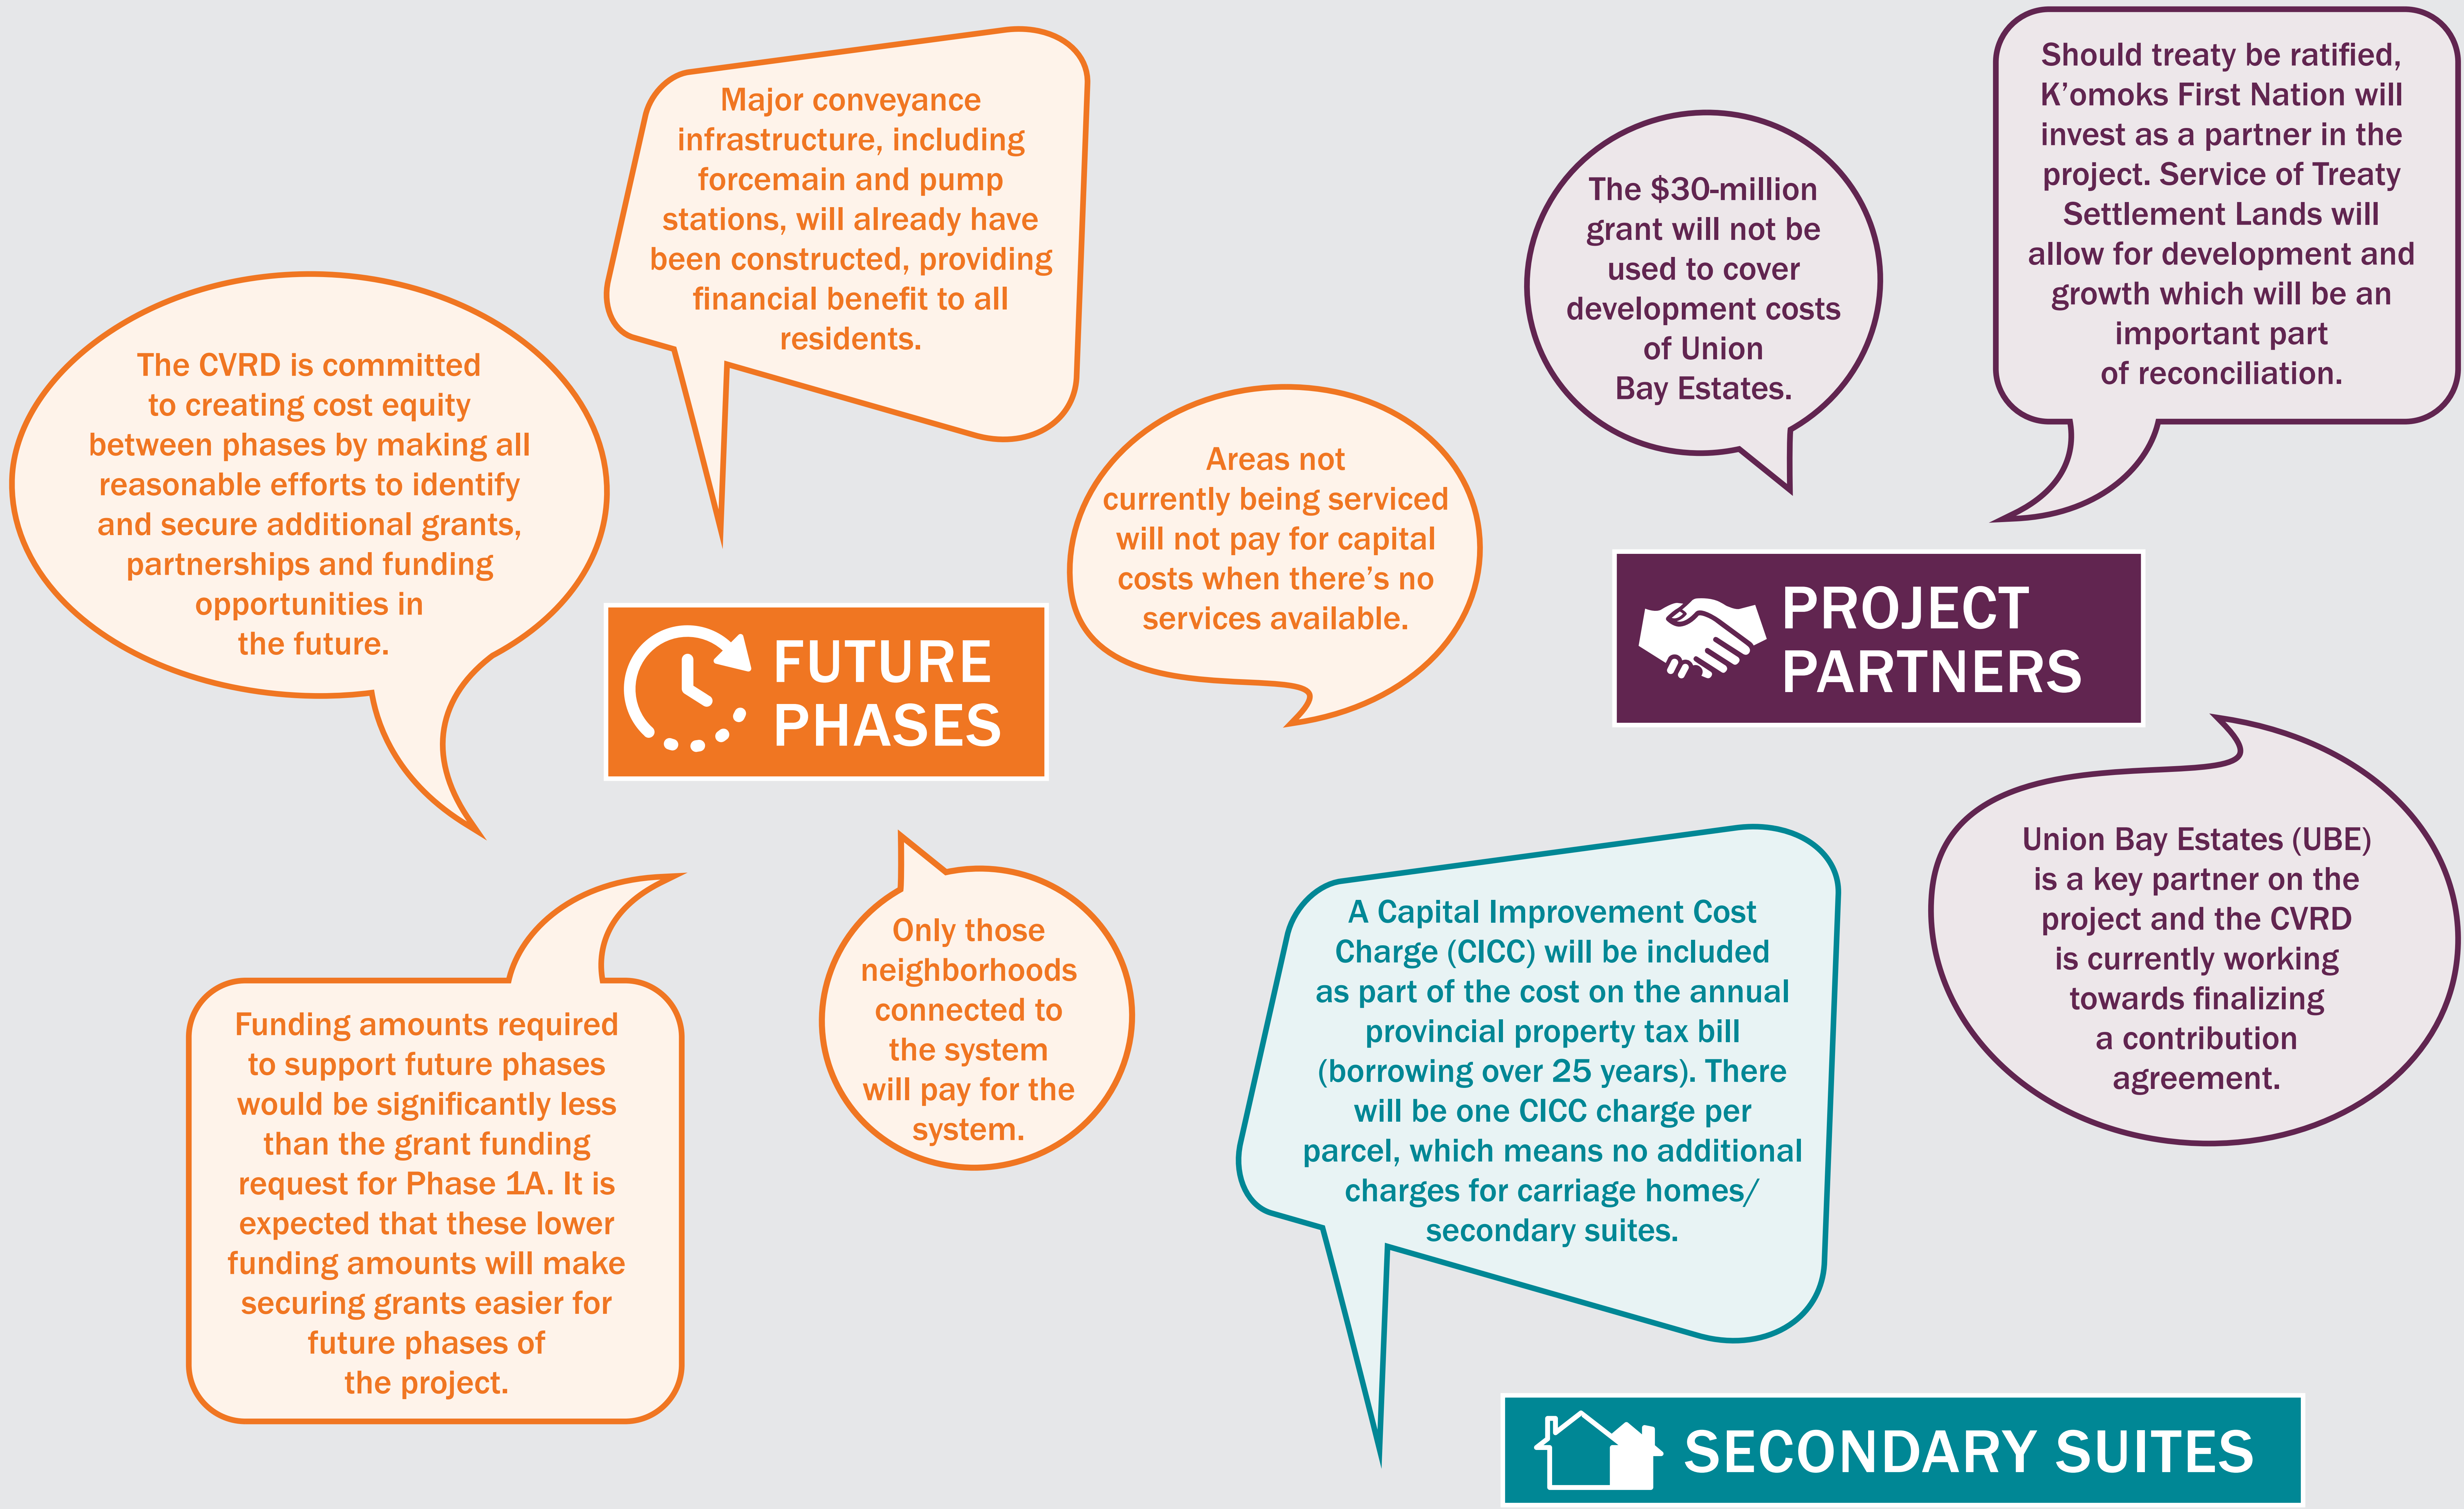 Major conveyance
infrastructure, including
forcemain and pump
stations, will already have
been constructed, providing
financial benefit to all
residents.
The CVRD is committed
to creating cost equity
between phases by making all
reasonable efforts to identify
and secure additional grants,
partnerships and funding
opportunities in
the future.
Areas not
currently being serviced
will not pay for capital
costs when there's no
services available.
FUTURE
PHASES
Funding amounts required
to support future phases
would be significantly less
than the grant funding
request for Phase 1A. It is
expected that these lower
funding amounts will make
securing grants easier for
future phases of
the project.
Only those
neighborhoods
connected to
the system
will pay for the
system.
The $30-million
grant will not be
used to cover
development costs
of Union
Bay Estates.
Should treaty be ratified,
K'omoks First Nation will
invest as a partner in the
project. Service of Treaty
Settlement Lands will
allow for development and
growth which will be an
important part
of reconciliation.
PROJECT
PARTNERS
Union Bay Estates (UBE)
is a key partner on the
project and the CVRD
is currently working
towards finalizing
a contribution
agreement.
A Capital Improvement Cost
Charge (CICC) will be included
as part of the cost on the annual
provincial property tax bill
(borrowing over 25 years). There
will be one CICC charge per
parcel, which means no additional
charges for carriage homes/
secondary suites.
SECONDARY SUITES